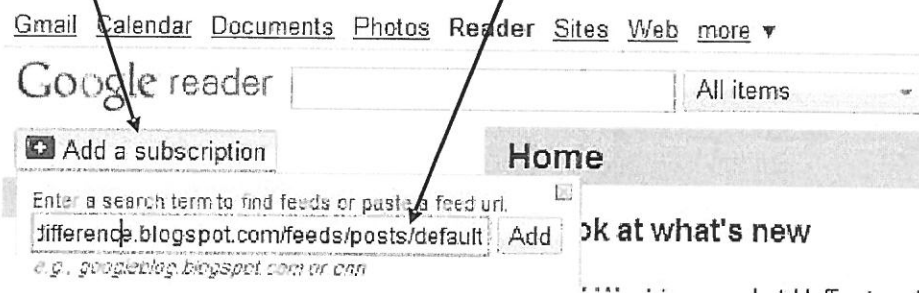 Gmail Calendar Documents Photos Reader Sites Web more ▼
Google reader All items
Add a subscription
Home
Enter a search term to find feeds or paste a feed url.
difference.blogspot.com/feeds/posts/default Add
ok at what's new
e.g., googleblog.blogspot.com or cnn